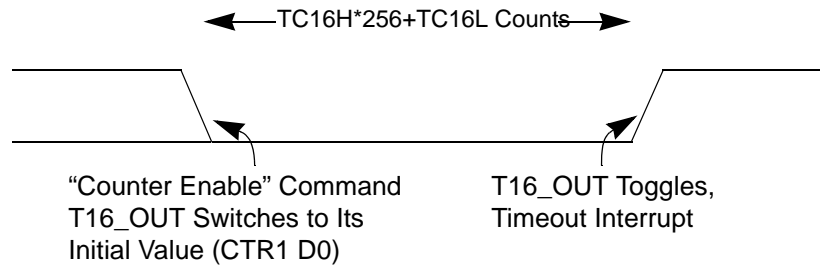 TC16H*256+TC16L Counts
“Counter Enable” Command
T16_OUT Switches to Its
Initial Value (CTR1 D0)
T16_OUT Toggles,
Timeout Interrupt